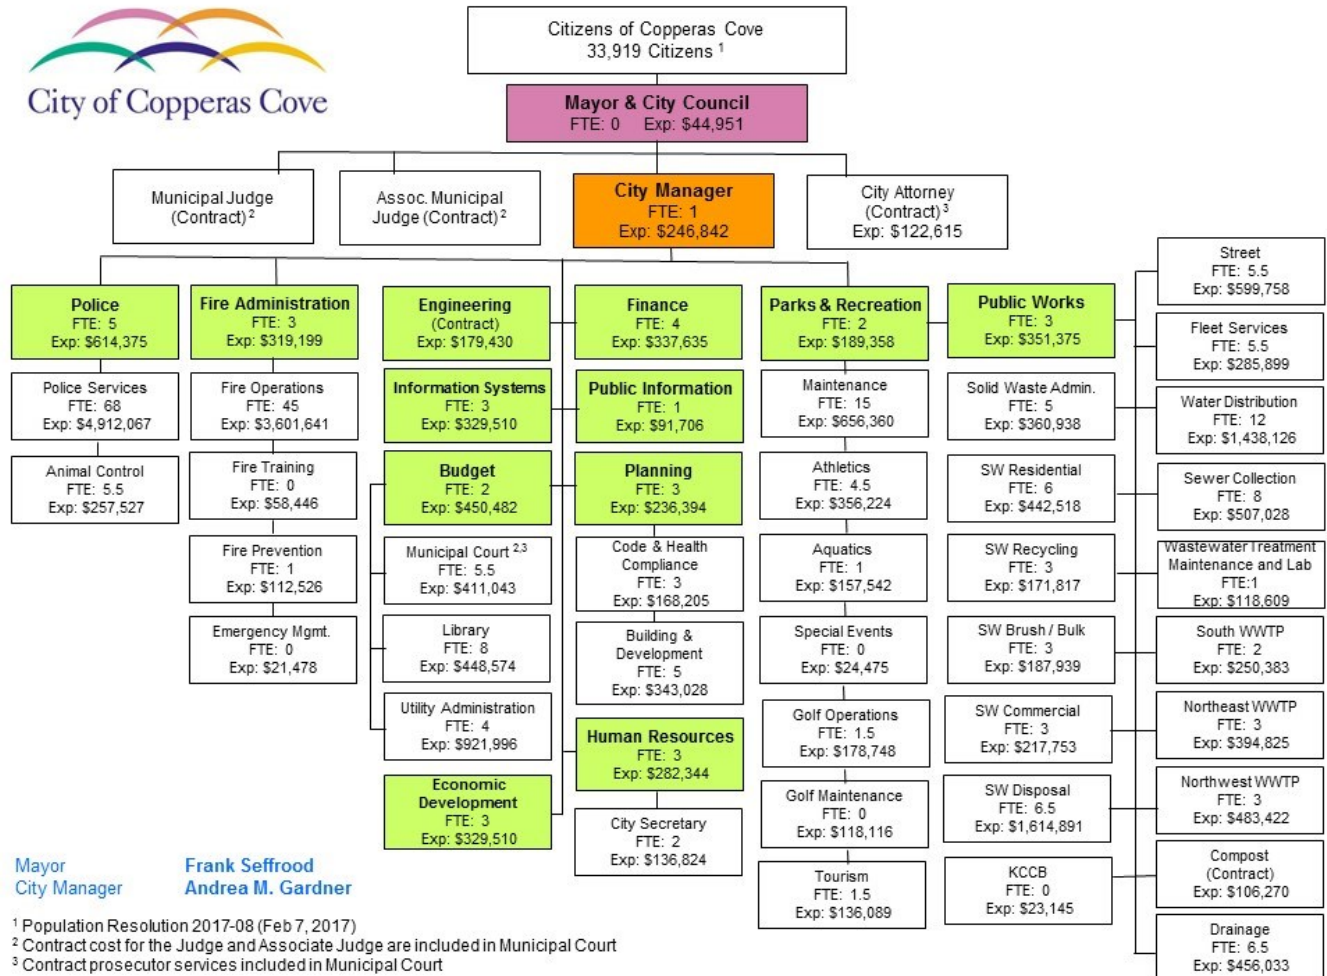 City of Copperas Cove
Citizens of Copperas Cove
33,919 Citizens 1
Mayor & City Council
FTE: 0 Exp: $44,951
Municipal Judge
(Contract) 2
Assoc. Municipal
Judge (Contract) 2
City Manager
FTE: 1
Exp: $246,842
City Attorney
(Contract) 3
Exp: $122,615
Police
FTE: 5
Exp: $614,375
Police Services
FTE: 68
Exp: $4,912,067
Animal Control
FTE: 5.5
Exp: $257,527
Fire Administration
FTE: 3
Exp: $319,199
Fire Operations
FTE: 45
Exp: $3,601,641
Fire Training
FTE: 0
Exp: $58,446
Fire Prevention
FTE: 1
Exp: $112,526
Emergency Mgmt.
FTE: 0
Exp: $21,478
Engineering
(Contract)
Exp: $179,430
Information Systems
FTE: 3
Exp: $329,510
Budget
FTE: 2
Exp: $450,482
Municipal Court 2,3
FTE: 5.5
Exp: $411,043
Library
FTE: 8
Exp: $448,574
Utility Administration
FTE: 4
Exp: $921,996
Economic
Development
FTE: 3
Exp: $329,510
Finance
FTE: 4
Exp: $337,635
Public Information
FTE: 1
Exp: $91,706
Planning
FTE: 3
Exp: $236,394
Code & Health
Compliance
FTE: 3
Exp: $168,205
Building &
Development
FTE: 5
Exp: $343,028
Human Resources
FTE: 3
Exp: $282,344
City Secretary
FTE: 2
Exp: $136,824
Parks & Recreation
FTE: 2
Exp: $189,358
Maintenance
FTE: 15
Exp: $656,360
Athletics
FTE: 4.5
Exp: $356,224
Aquatics
FTE: 1
Exp: $157,542
Special Events
FTE: 0
Exp: $24,475
Golf Operations
FTE: 1.5
Exp: $178,748
Golf Maintenance
FTE: 0
Exp: $118,116
Tourism
FTE: 1.5
Exp: $136,089
Public Works
FTE: 3
Exp: $351,375
Solid Waste Admin.
FTE: 5
Exp: $360,938
SW Residential
FTE: 6
Exp: $442,518
SW Recycling
FTE: 3
Exp: $171,817
SW Brush / Bulk
FTE: 3
Exp: $187,939
SW Commercial
FTE: 3
Exp: $217,753
SW Disposal
FTE: 6.5
Exp: $1,614,891
KCCB
FTE: 0
Exp: $23,145
Street
FTE: 5.5
Exp: $599,758
Fleet Services
FTE: 5.5
Exp: $285,899
Water Distribution
FTE: 12
Exp: $1,438,126
Sewer Collection
FTE: 8
Exp: $507,028
Wastewater Treatment
Maintenance and Lab
FTE:1
Exp: $118,609
South WWTP
FTE: 2
Exp: $250,383
Northeast WWTP
FTE: 3
Exp: $394,825
Northwest WWTP
FTE: 3
Exp: $483,422
Compost
(Contract)
Exp: $106,270
Drainage
FTE: 6.5
Exp: $456,033
Mayor Frank Seffrood
City Manager Andrea M. Gardner
1 Population Resolution 2017-08 (Feb 7, 2017)
2 Contract cost for the Judge and Associate Judge are included in Municipal Court
3 Contract prosecutor services included in Municipal Court